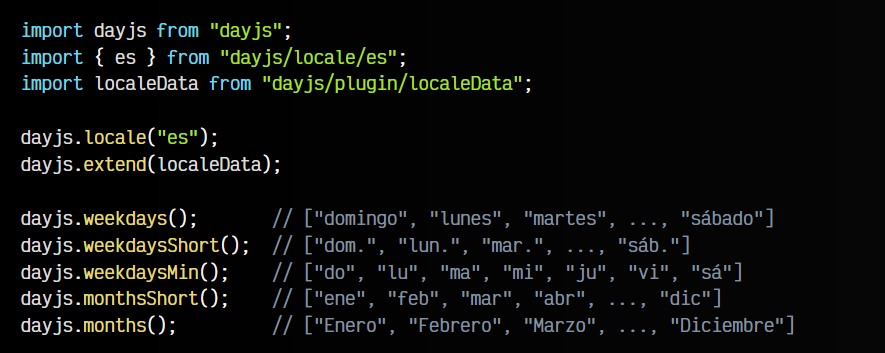 import dayjs from "dayjs";
import { es } from "dayjs/locale/es";
import localeData from "dayjs/plugin/localeData";
dayjs.locale("es");
dayjs.extend(localeData);
dayjs.weekdays();       // ["domingo", "lunes", "martes", ..., "sábado"]
dayjs.weekdaysShort();  // ["dom.", "lun.", "mar.", ..., "sáb."]
dayjs.weekdaysMin();    // ["do", "lu", "ma", "mi", "ju", "vi", "sá"]
dayjs.monthsShort();    // ["ene", "feb", "mar", "abr", ..., "dic"]
dayjs.months();         // ["Enero", "Febrero", "Marzo", ..., "Diciembre"]